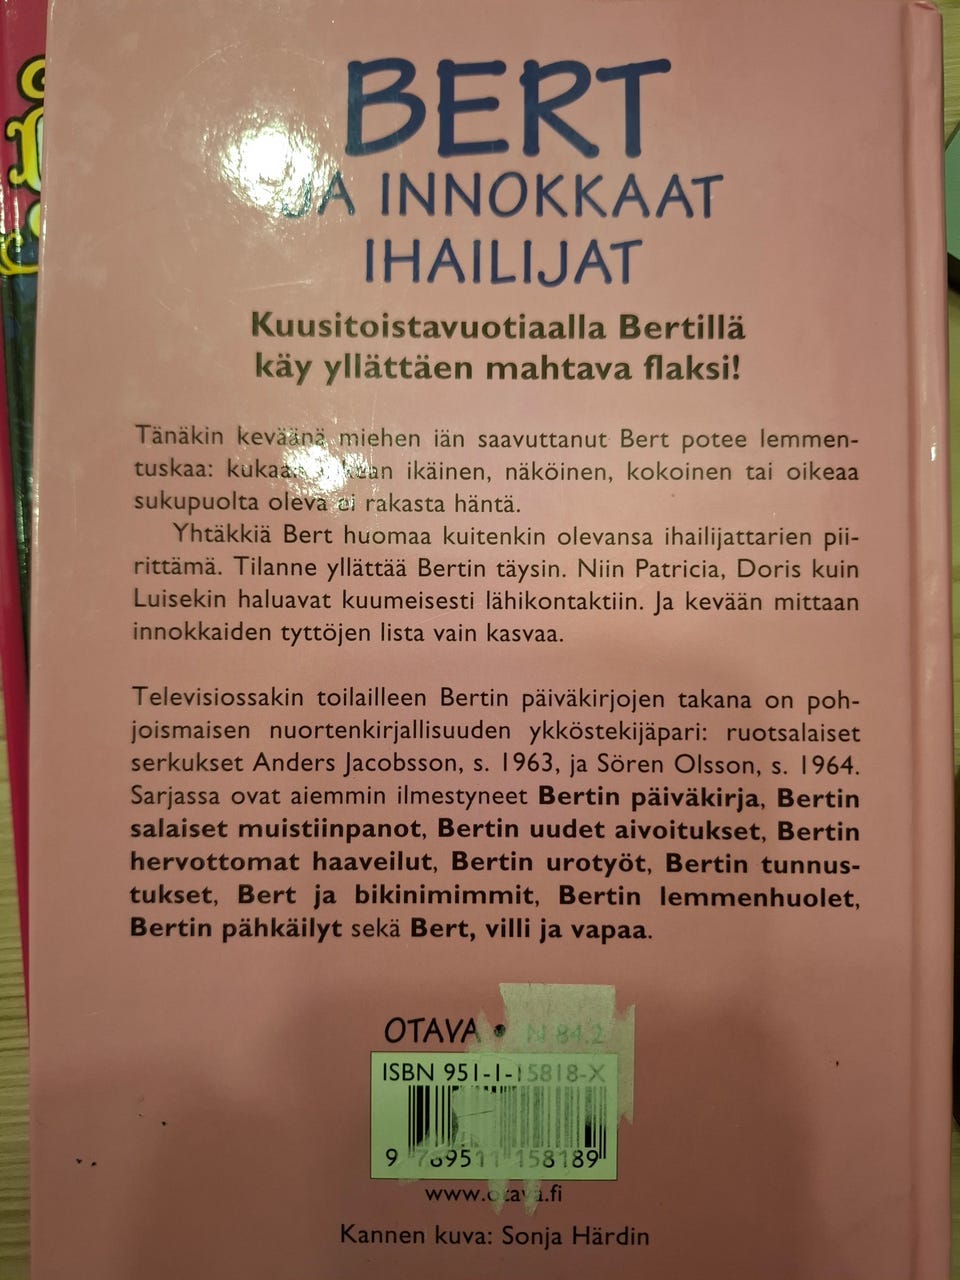 BERT
JA INNOKKAAT
IHAILIJAT
Kuusitoistavuotiaalla Bertillä
käy yllättäen mahtava flaksi!
Tänäkin keväänä miehen iän saavuttanut Bert potee lemmen-
tuskaa: ikäinen, näköinen, kokoinen tai oikeaa
sukupuolta oleva ei rakasta häntä.
Yhtäkkiä Bert huomaa kuitenkin olevansa ihailijattarien pii-
rittämä. Tilanne yllättää Bertin täysin. Niin Patricia, Doris kuin
Luisekin haluavat kuumeisesti lähikontaktiin. Ja kevään mittaan
innokkaiden tyttöjen lista vain kasvaa.
Televisiossakin toilailleen Bertin päiväkirjojen takana on poh-
joismaisen nuortenkirjallisuuden ykköstekijäpari: ruotsalaiset
serkukset Anders Jacobsson, s. 1963, ja Sören Olsson, s. 1964.
Sarjassa ovat aiemmin ilmestyneet Bertin päiväkirja, Bertin
salaiset muistiinpanot, Bertin uudet aivoitukset, Bertin
hervottomat haaveilut, Bertin urotyöt, Bertin tunnus-
tukset, Bert ja bikinimimmit, Bertin lemmenhuolet,
Bertin pähkäilyt sekä Bert, villi ja vapaa.
OTAVA • N 84.2
ISBN 951-1-15818-X
9 789511 158189
www.otava.fi
Kannen kuva: Sonja Härdin